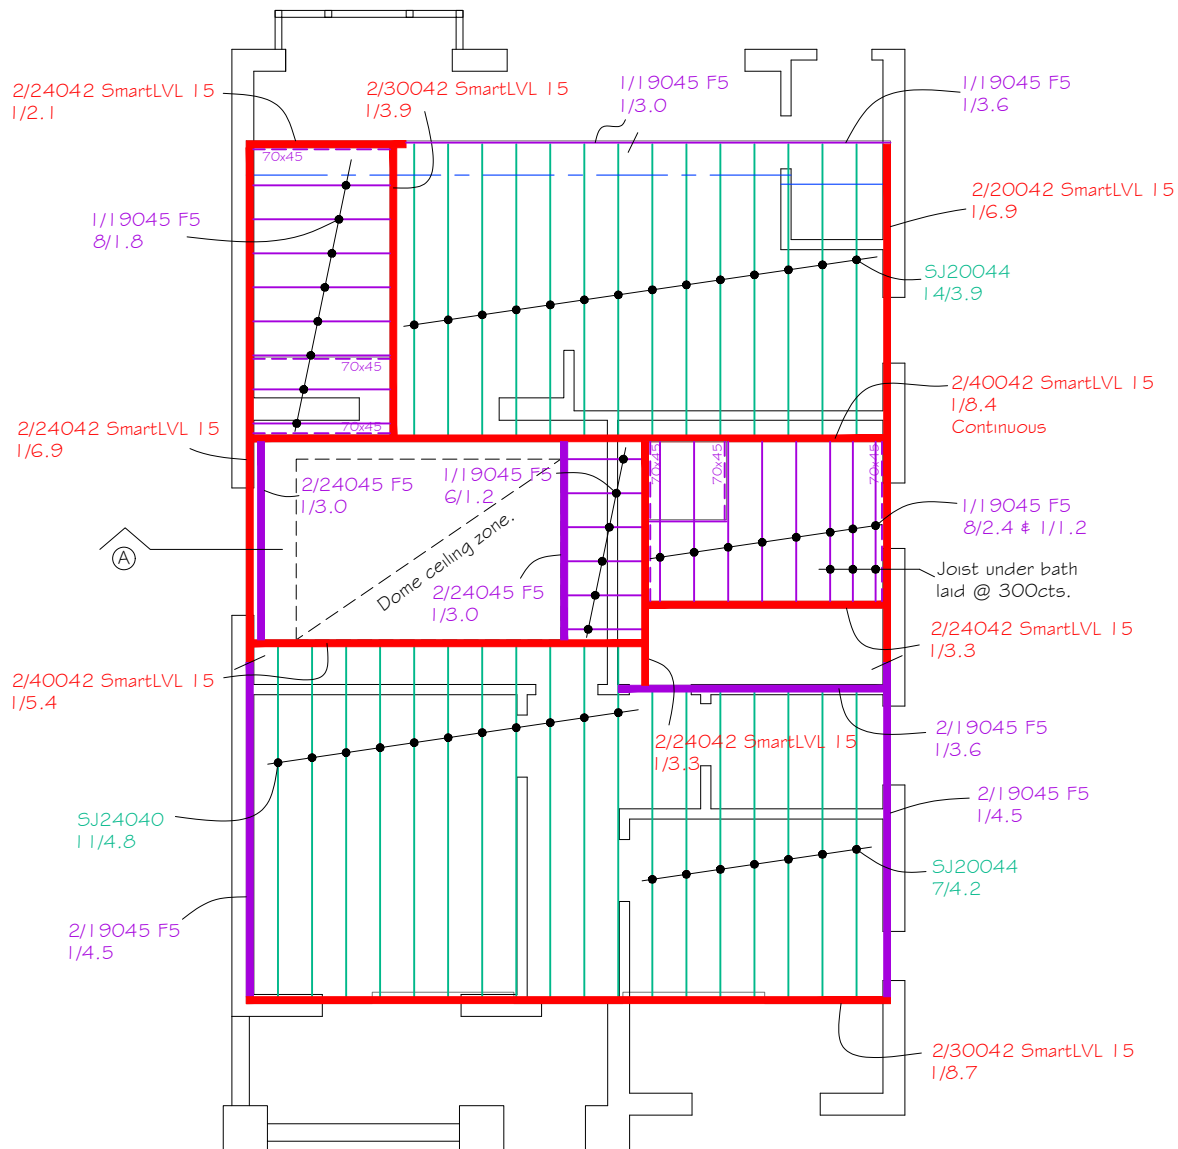 2/24042 SmartLVL 15
1/2.1
2/30042 SmartLVL 15
1/3.9
1/19045 F5
1/3.0
1/19045 F5
1/3.6
70x45
2/20042 SmartLVL 15
1/6.9
1/19045 F5
8/1.8
SJ20044
14/3.9
70x45
2/40042 SmartLVL 15
1/8.4
Continuous
70x45
2/24042 SmartLVL 15
1/6.9
2/24045 F5
1/3.0
1/19045 F5
6/1.2
70x45
70x45
70x45
1/19045 F5
8/2.4 & 1/1.2
A
Dome ceiling zone.
Joist under bath
laid @ 300cts.
2/24045 F5
1/3.0
2/24042 SmartLVL 15
1/3.3
2/40042 SmartLVL 15
1/5.4
2/24042 SmartLVL 15
1/3.3
2/19045 F5
1/3.6
2/19045 F5
1/4.5
SJ24040
11/4.8
SJ20044
7/4.2
2/19045 F5
1/4.5
2/30042 SmartLVL 15
1/8.7